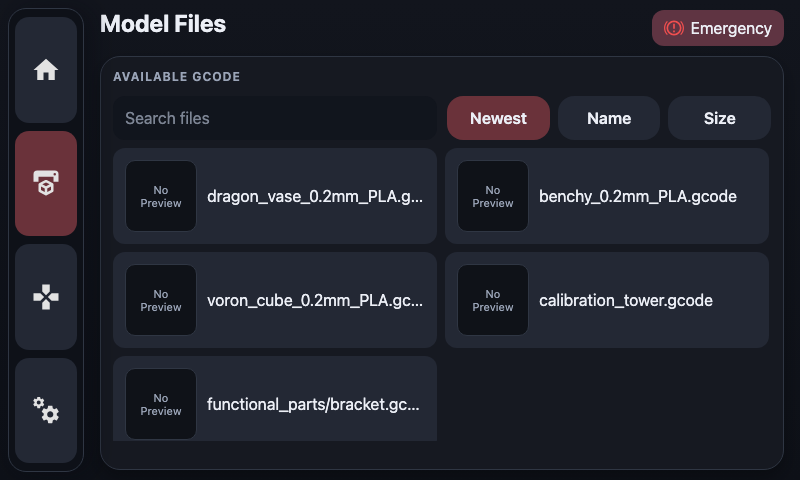 Model Files
Emergency
AVAILABLE GCODE
Search files
Newest
Name
Size
No
Preview
dragon_vase_0.2mm_PLA.g...
No
Preview
benchy_0.2mm_PLA.gcode
No
Preview
voron_cube_0.2mm_PLA.gc...
No
Preview
calibration_tower.gcode
No
Preview
functional_parts/bracket.gc...